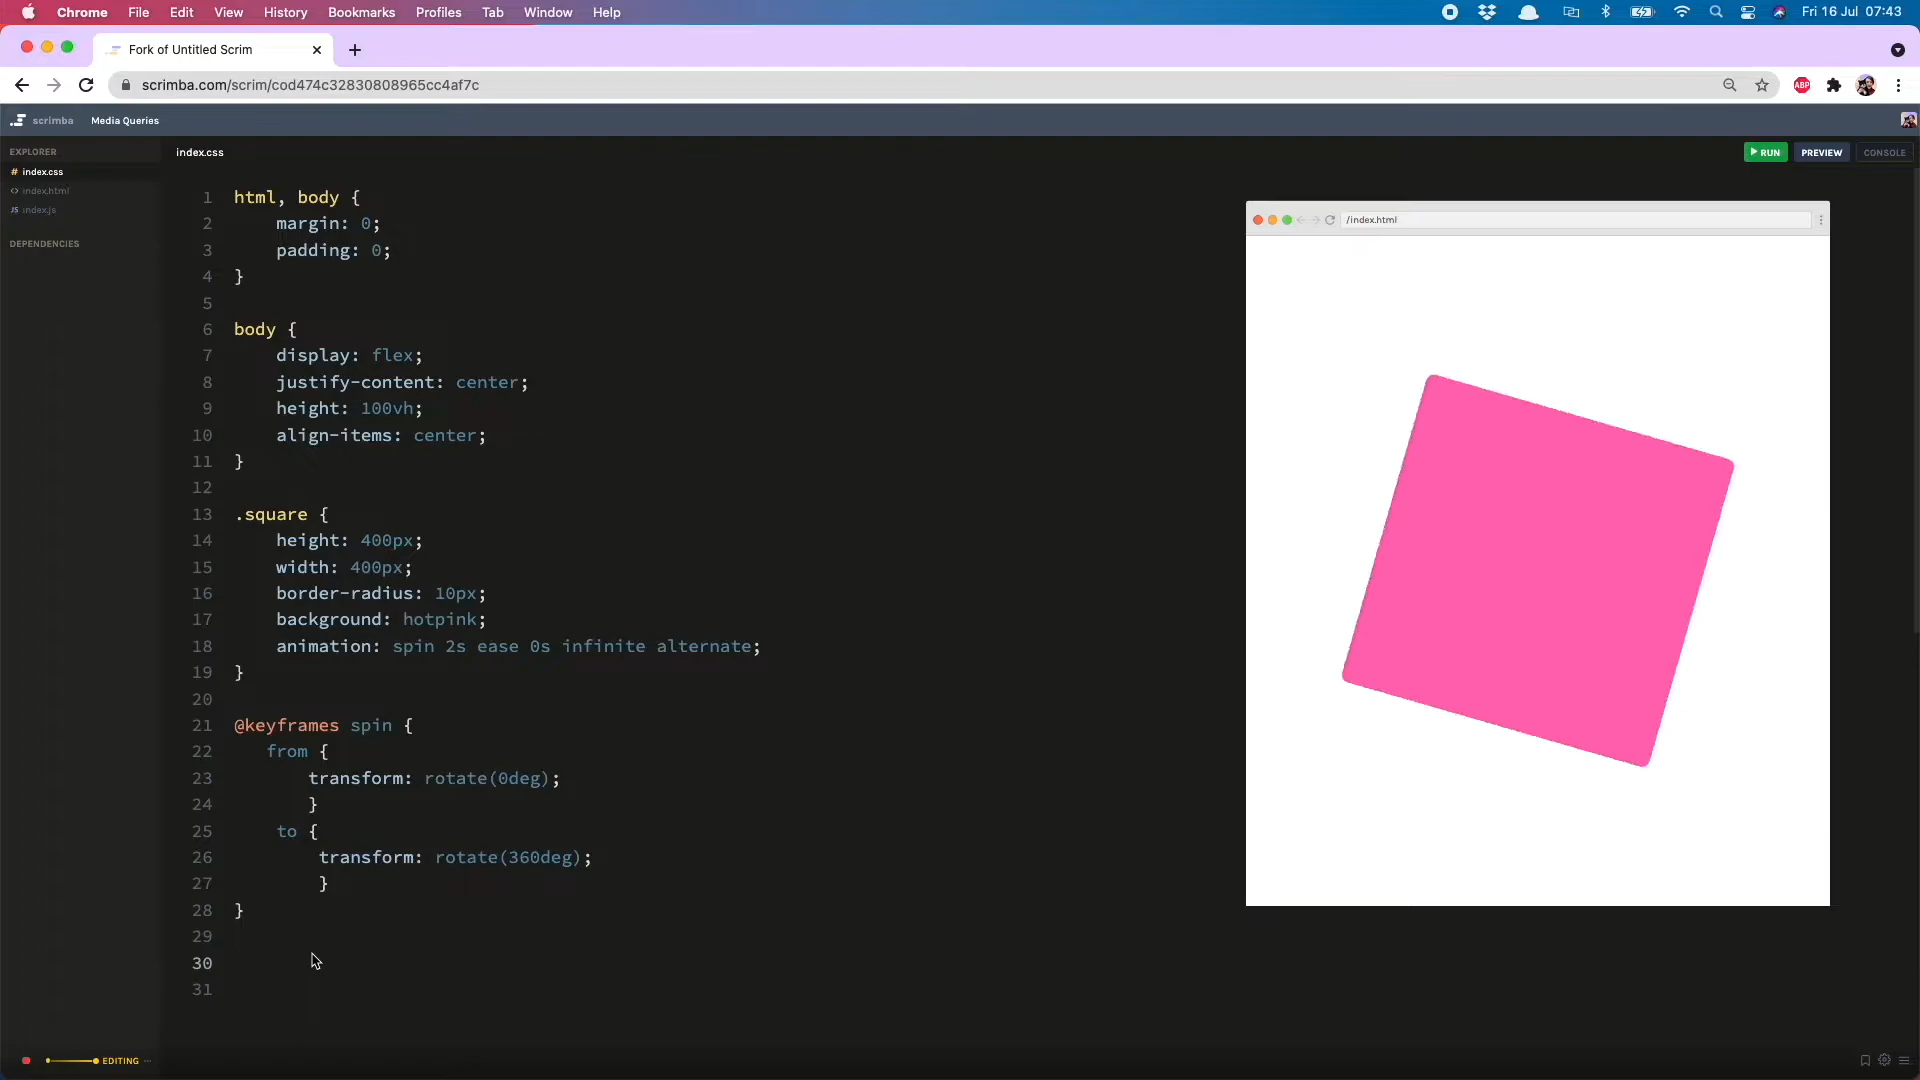 Chrome File Edit View History Bookmarks Profiles Tab Window Help Fri 16 Jul 07:43
Fork of Untitled Scrim
scrimba.com/scrim/cod474c32830808965cc4af7c
ABP
scrimba Media Queries
EXPLORER
# index.css
<> index.html
JS index.js
DEPENDENCIES
index.css
RUN PREVIEW CONSOLE
1 html, body {
2 margin: 0;
3 padding: 0;
4 }
5
6 body {
7 display: flex;
8 justify-content: center;
9 height: 100vh;
10 align-items: center;
11 }
12
13 .square {
14 height: 400px;
15 width: 400px;
16 border-radius: 10px;
17 background: hotpink;
18 animation: spin 2s ease 0s infinite alternate;
19 }
20
21 @keyframes spin {
22 from {
23 transform: rotate(0deg);
24 }
25 to {
26 transform: rotate(360deg);
27 }
28 }
29
30
31
/index.html
EDITING ...